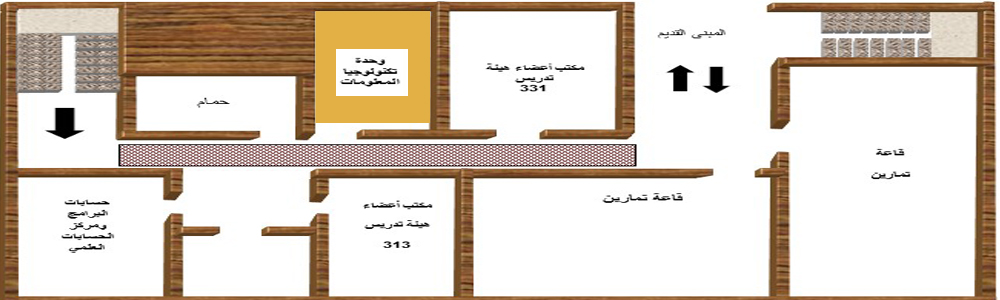 المبنى القديم
وحدة
تكنولوجيا
المعلومات
مكتب أعضاء هيئة
تدريس
331
حمام
قاعة
تمارين
حسابات
البرامج
ومركز
الحسابات
العلمي
مكتب أعضاء
هيئة تدريس
313
قاعة تمارين